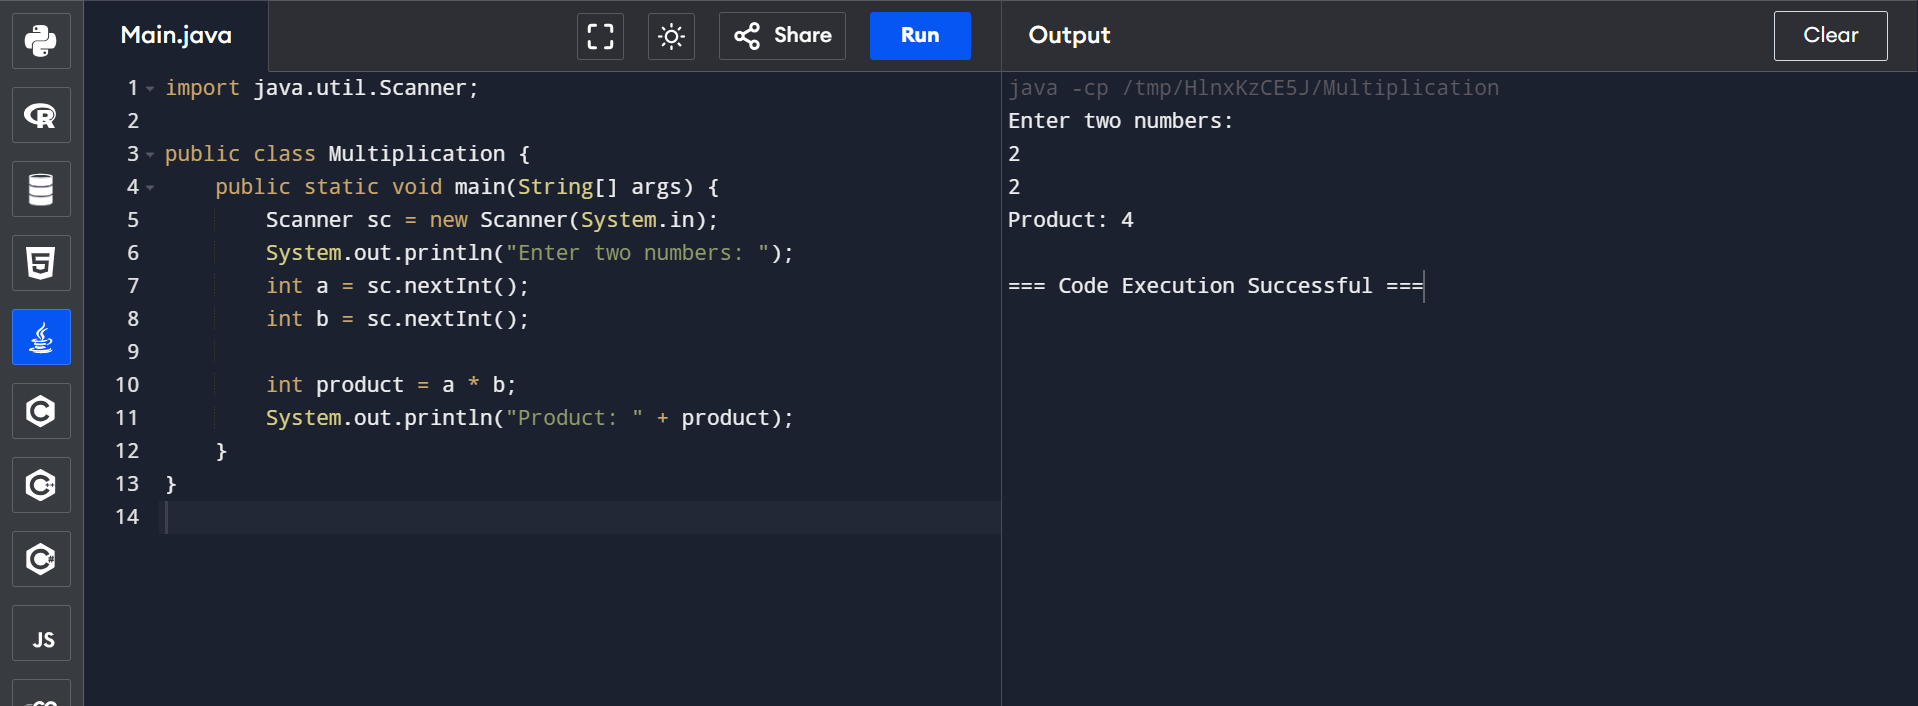 Main.java
Share
Run
Output
Clear
1 import java.util.Scanner;
2
3 public class Multiplication {
4     public static void main(String[] args) {
5         Scanner sc = new Scanner(System.in);
6         System.out.println("Enter two numbers: ");
7         int a = sc.nextInt();
8         int b = sc.nextInt();
9
10         int product = a * b;
11         System.out.println("Product: " + product);
12     }
13 }
14
java -cp /tmp/HlnxKzCE5J/Multiplication
Enter two numbers:
2
2
Product: 4
=== Code Execution Successful ===
R
5
C
C++
C#
JS